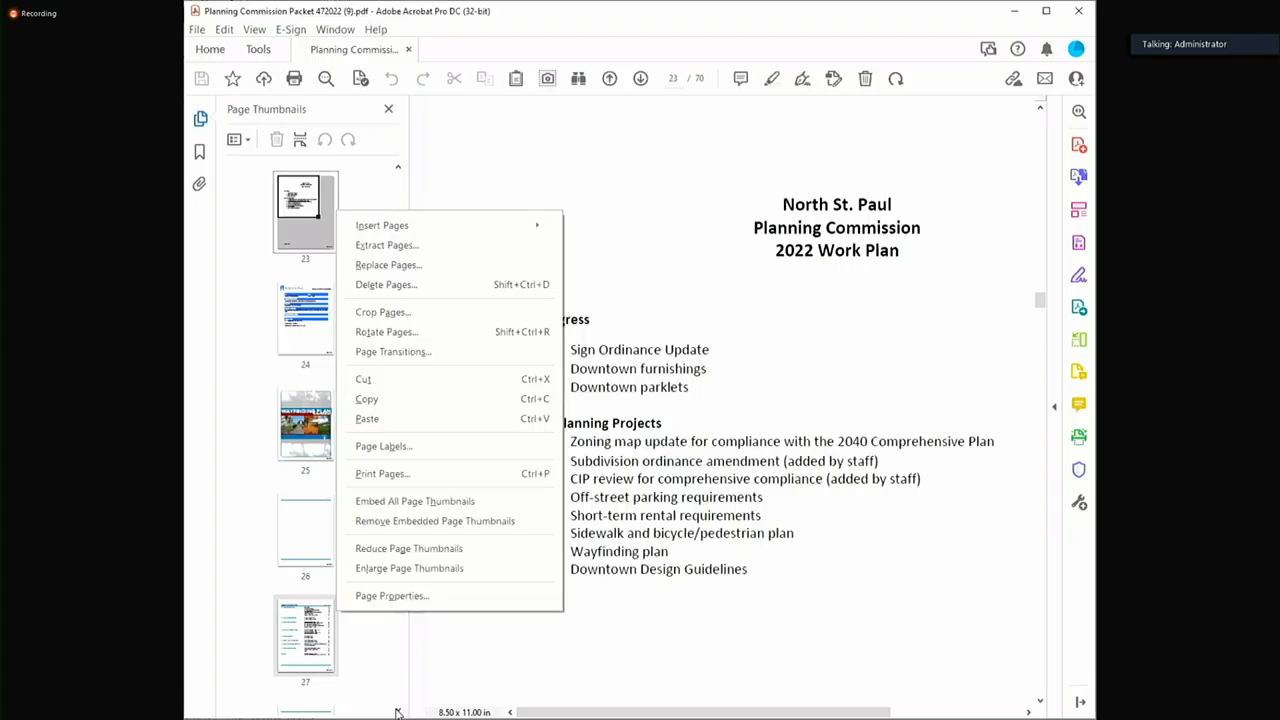 Recording
Planning Commission Packet 472022 (9).pdf - Adobe Acrobat Pro DC (32-bit)
Talking: Administrator
File Edit View E-Sign Window Help
Home Tools Planning Commissi...
23 / 70
Page Thumbnails
23
24
WAYFINDING PLAN
25
26
27
Insert Pages
Extract Pages...
Replace Pages...
Delete Pages... Shift+Ctrl+D
Crop Pages...
Rotate Pages... Shift+Ctrl+R
Page Transitions...
Cut Ctrl+X
Copy Ctrl+C
Paste Ctrl+V
Page Labels...
Print Pages... Ctrl+P
Embed All Page Thumbnails
Remove Embedded Page Thumbnails
Reduce Page Thumbnails
Enlarge Page Thumbnails
Page Properties...
North St. Paul
Planning Commission
2022 Work Plan
gress
Sign Ordinance Update
Downtown furnishings
Downtown parklets
lanning Projects
Zoning map update for compliance with the 2040 Comprehensive Plan
Subdivision ordinance amendment (added by staff)
CIP review for comprehensive compliance (added by staff)
Off-street parking requirements
Short-term rental requirements
Sidewalk and bicycle/pedestrian plan
Wayfinding plan
Downtown Design Guidelines
8.50 x 11.00 in